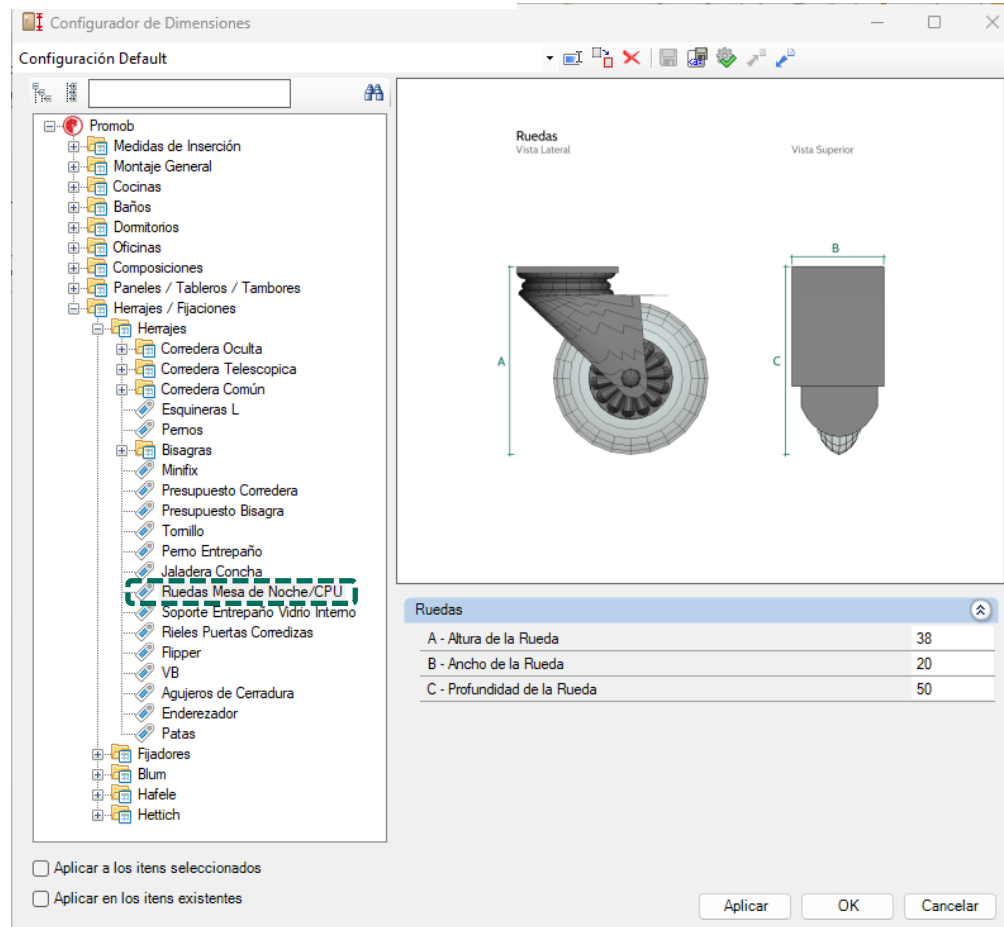 Configurador de Dimensiones
Configuración Default
Promob
Medidas de Inserción
Montaje General
Cocinas
Baños
Dormitorios
Oficinas
Composiciones
Paneles / Tableros / Tambores
Herrajes / Fijaciones
Herrajes
Corredera Oculta
Corredera Telescopica
Corredera Común
Esquineras L
Pernos
Bisagras
Minifix
Presupuesto Corredera
Presupuesto Bisagra
Tornillo
Perno Entrepaño
Jaladera Concha
Ruedas Mesa de Noche/CPU
Soporte Entrepaño Vidrio Interno
Rieles Puertas Corredizas
Flipper
VB
Agujeros de Cerradura
Enderezador
Patas
Fijadores
Blum
Hafele
Hettich
Ruedas
Vista Lateral
Vista Superior
A
B
C
Ruedas
A - Altura de la Rueda 38
B - Ancho de la Rueda 20
C - Profundidad de la Rueda 50
Aplicar a los itens seleccionados
Aplicar en los itens existentes
Aplicar OK Cancelar